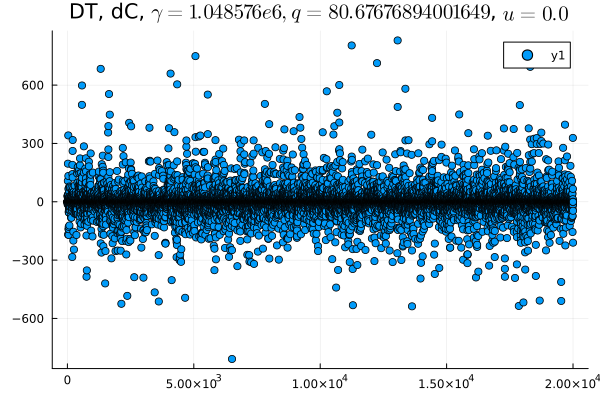 DT, dC, γ = 1.048576e6, q = 80.67676894001649, u = 0.0
y1
600
300
0
−300
−600
0 5.00×10³ 1.00×10⁴ 1.50×10⁴ 2.00×10⁴